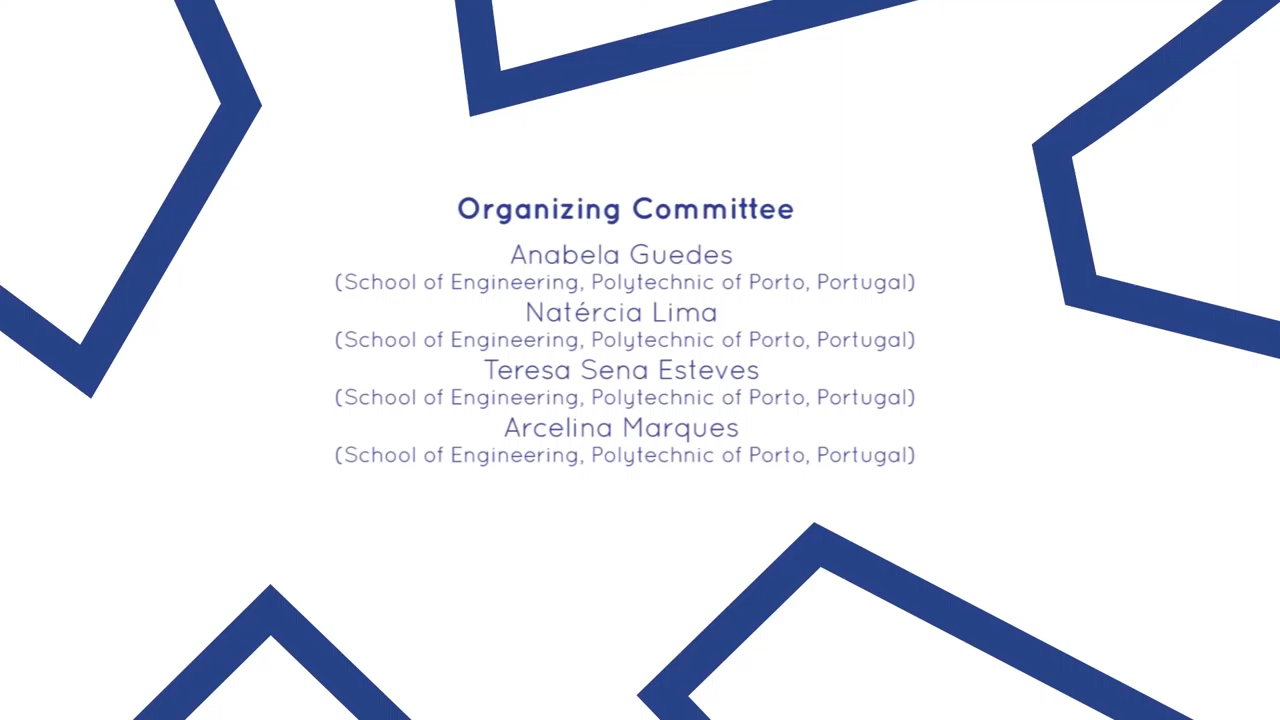 Organizing Committee
Anabela Guedes
(School of Engineering, Polytechnic of Porto, Portugal)
Natércia Lima
(School of Engineering, Polytechnic of Porto, Portugal)
Teresa Sena Esteves
(School of Engineering, Polytechnic of Porto, Portugal)
Arcelina Marques
(School of Engineering, Polytechnic of Porto, Portugal)